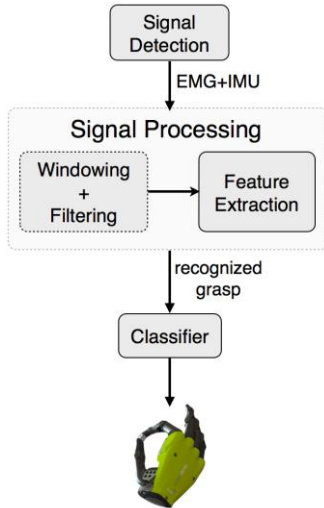 Signal
Detection
EMG+IMU
Signal Processing
Windowing
+
Filtering
Feature
Extraction
recognized
grasp
Classifier